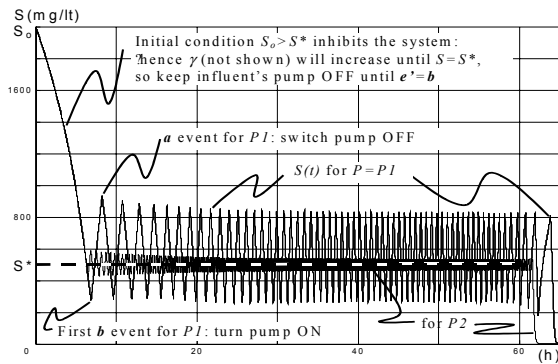 S(mg/lt)
So
Initial condition So>S* inhibits the system:
?hence γ (not shown) will increase until S=S*,
so keep influent's pump OFF until e'=b
1600
a event for P1: switch pump OFF
S(t) for P=P1
800
S*
for P2
First b event for P1: turn pump ON
0
20
40
60
(h)